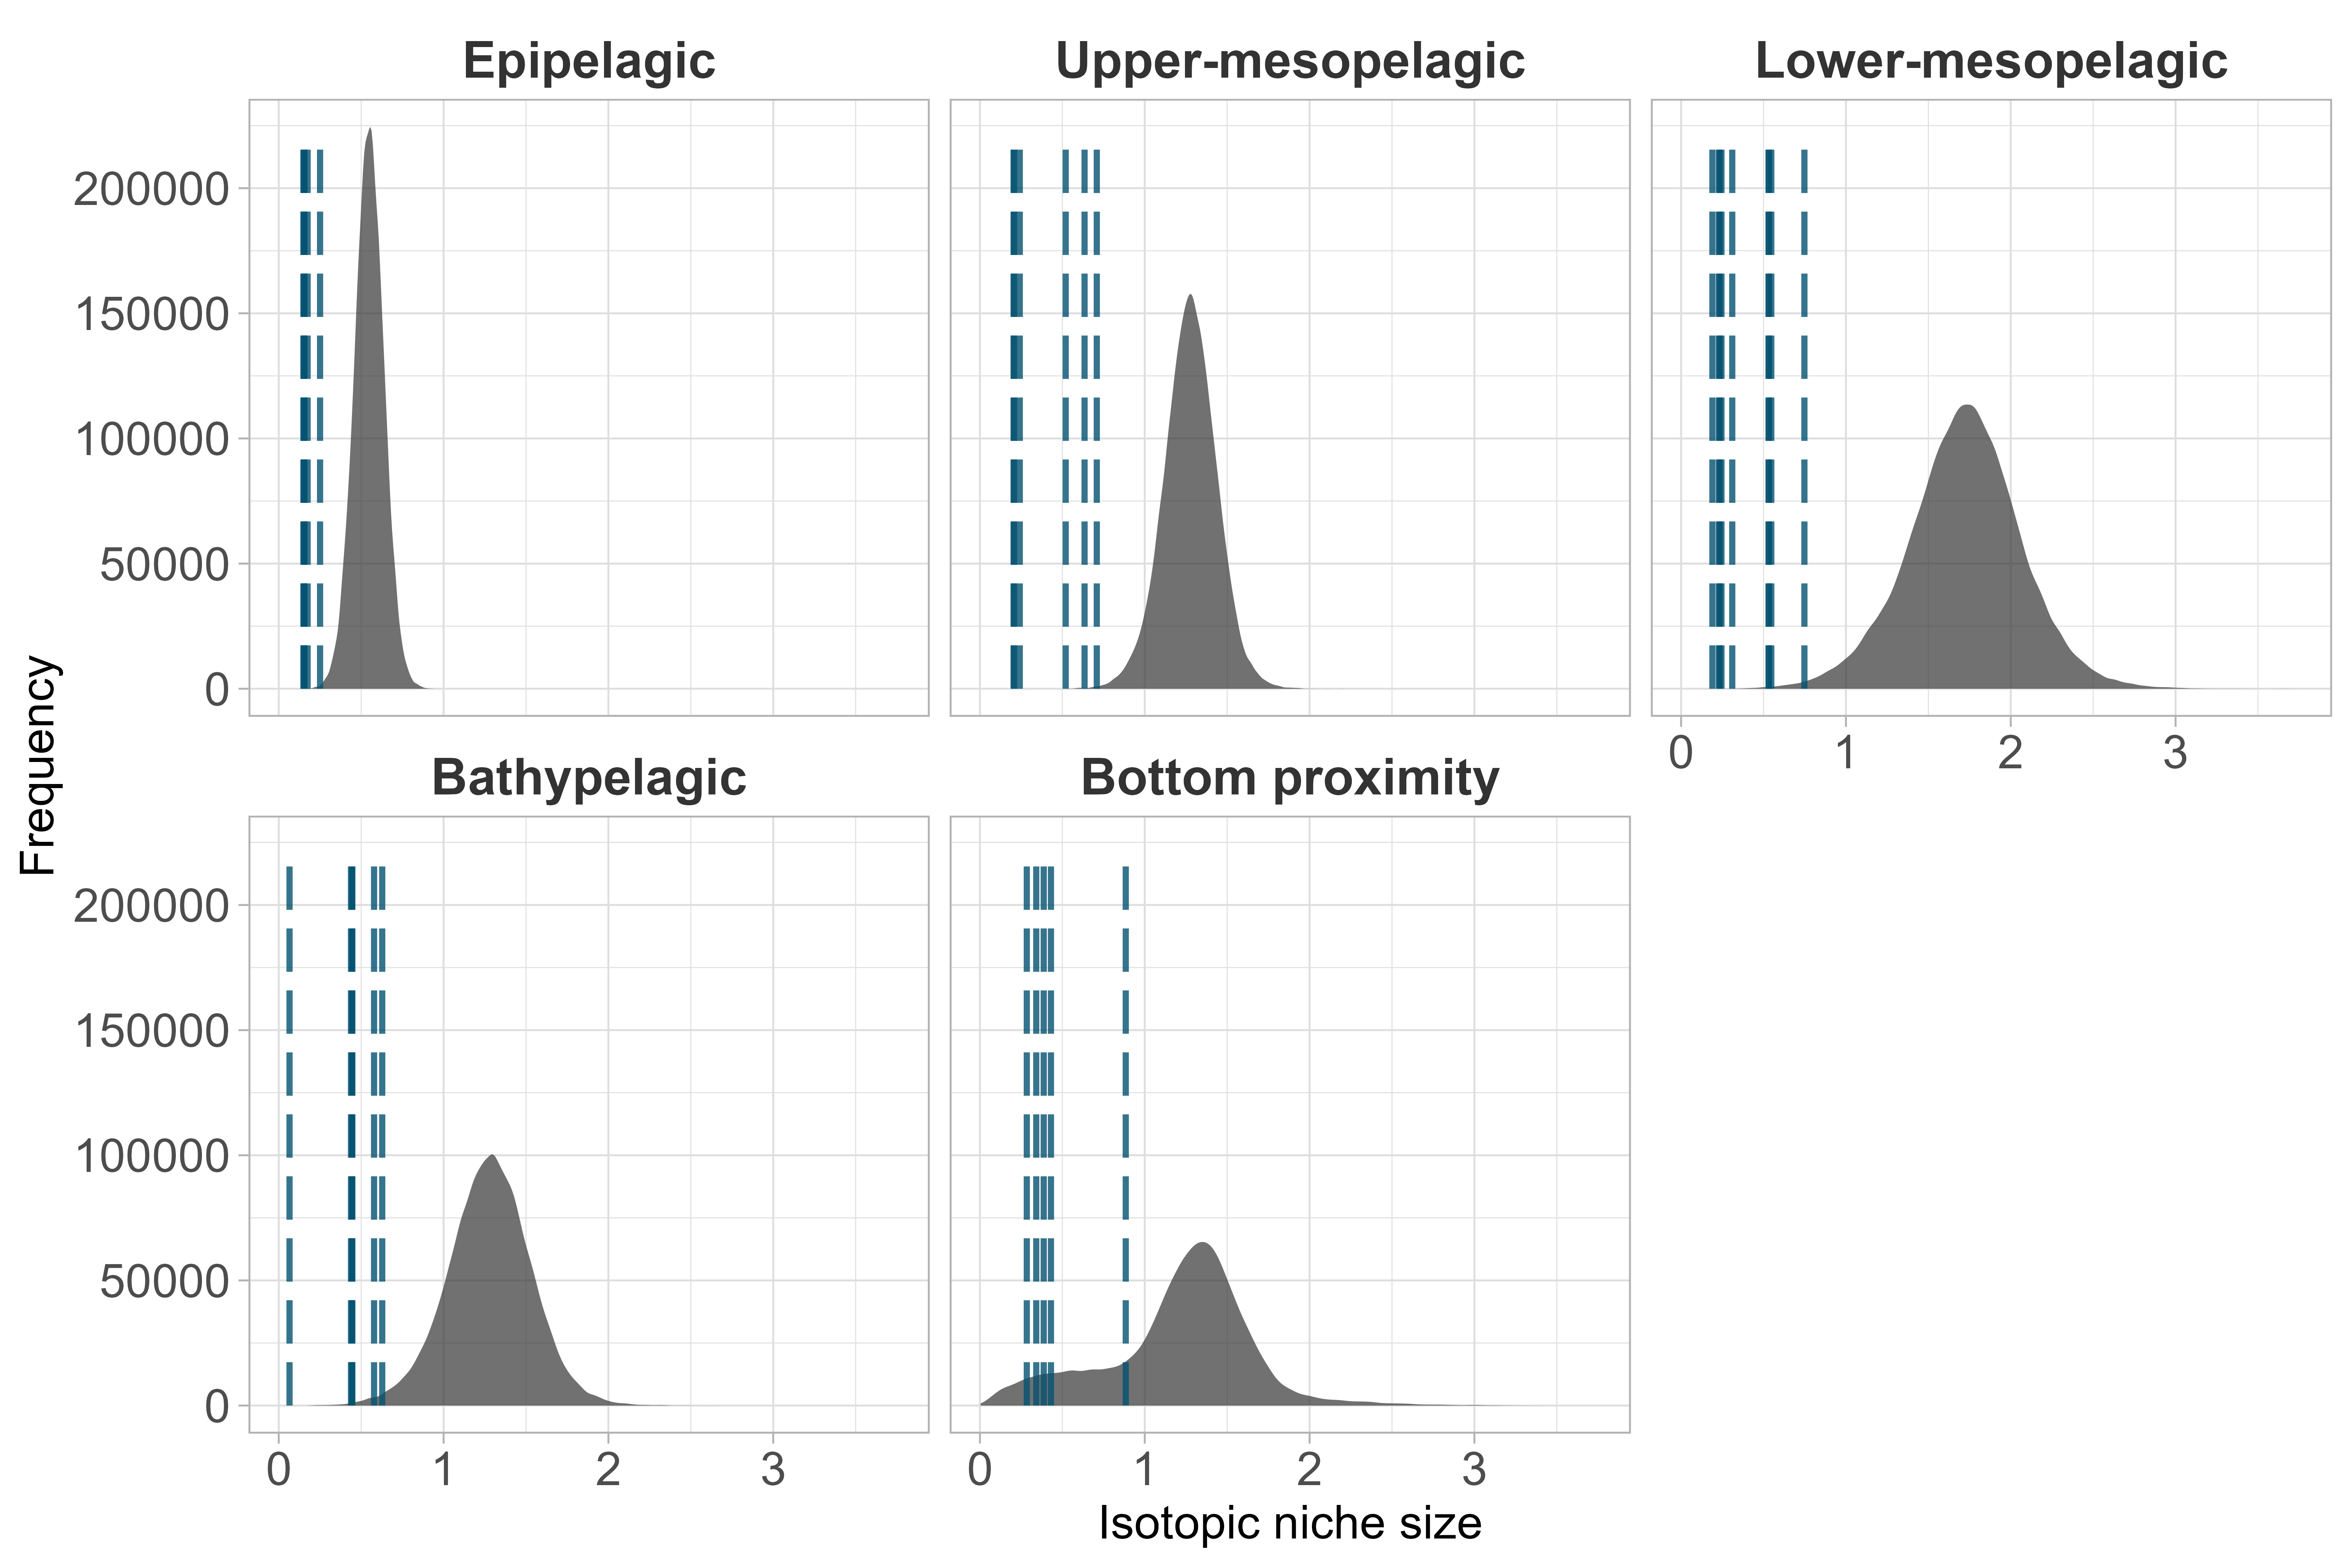 Epipelagic
Upper-mesopelagic
Lower-mesopelagic
200000
150000
100000
50000
0
0 1 2 3
Bathypelagic
Bottom proximity
200000
150000
100000
50000
0
0 1 2 3
0 1 2 3
Frequency
Isotopic niche size